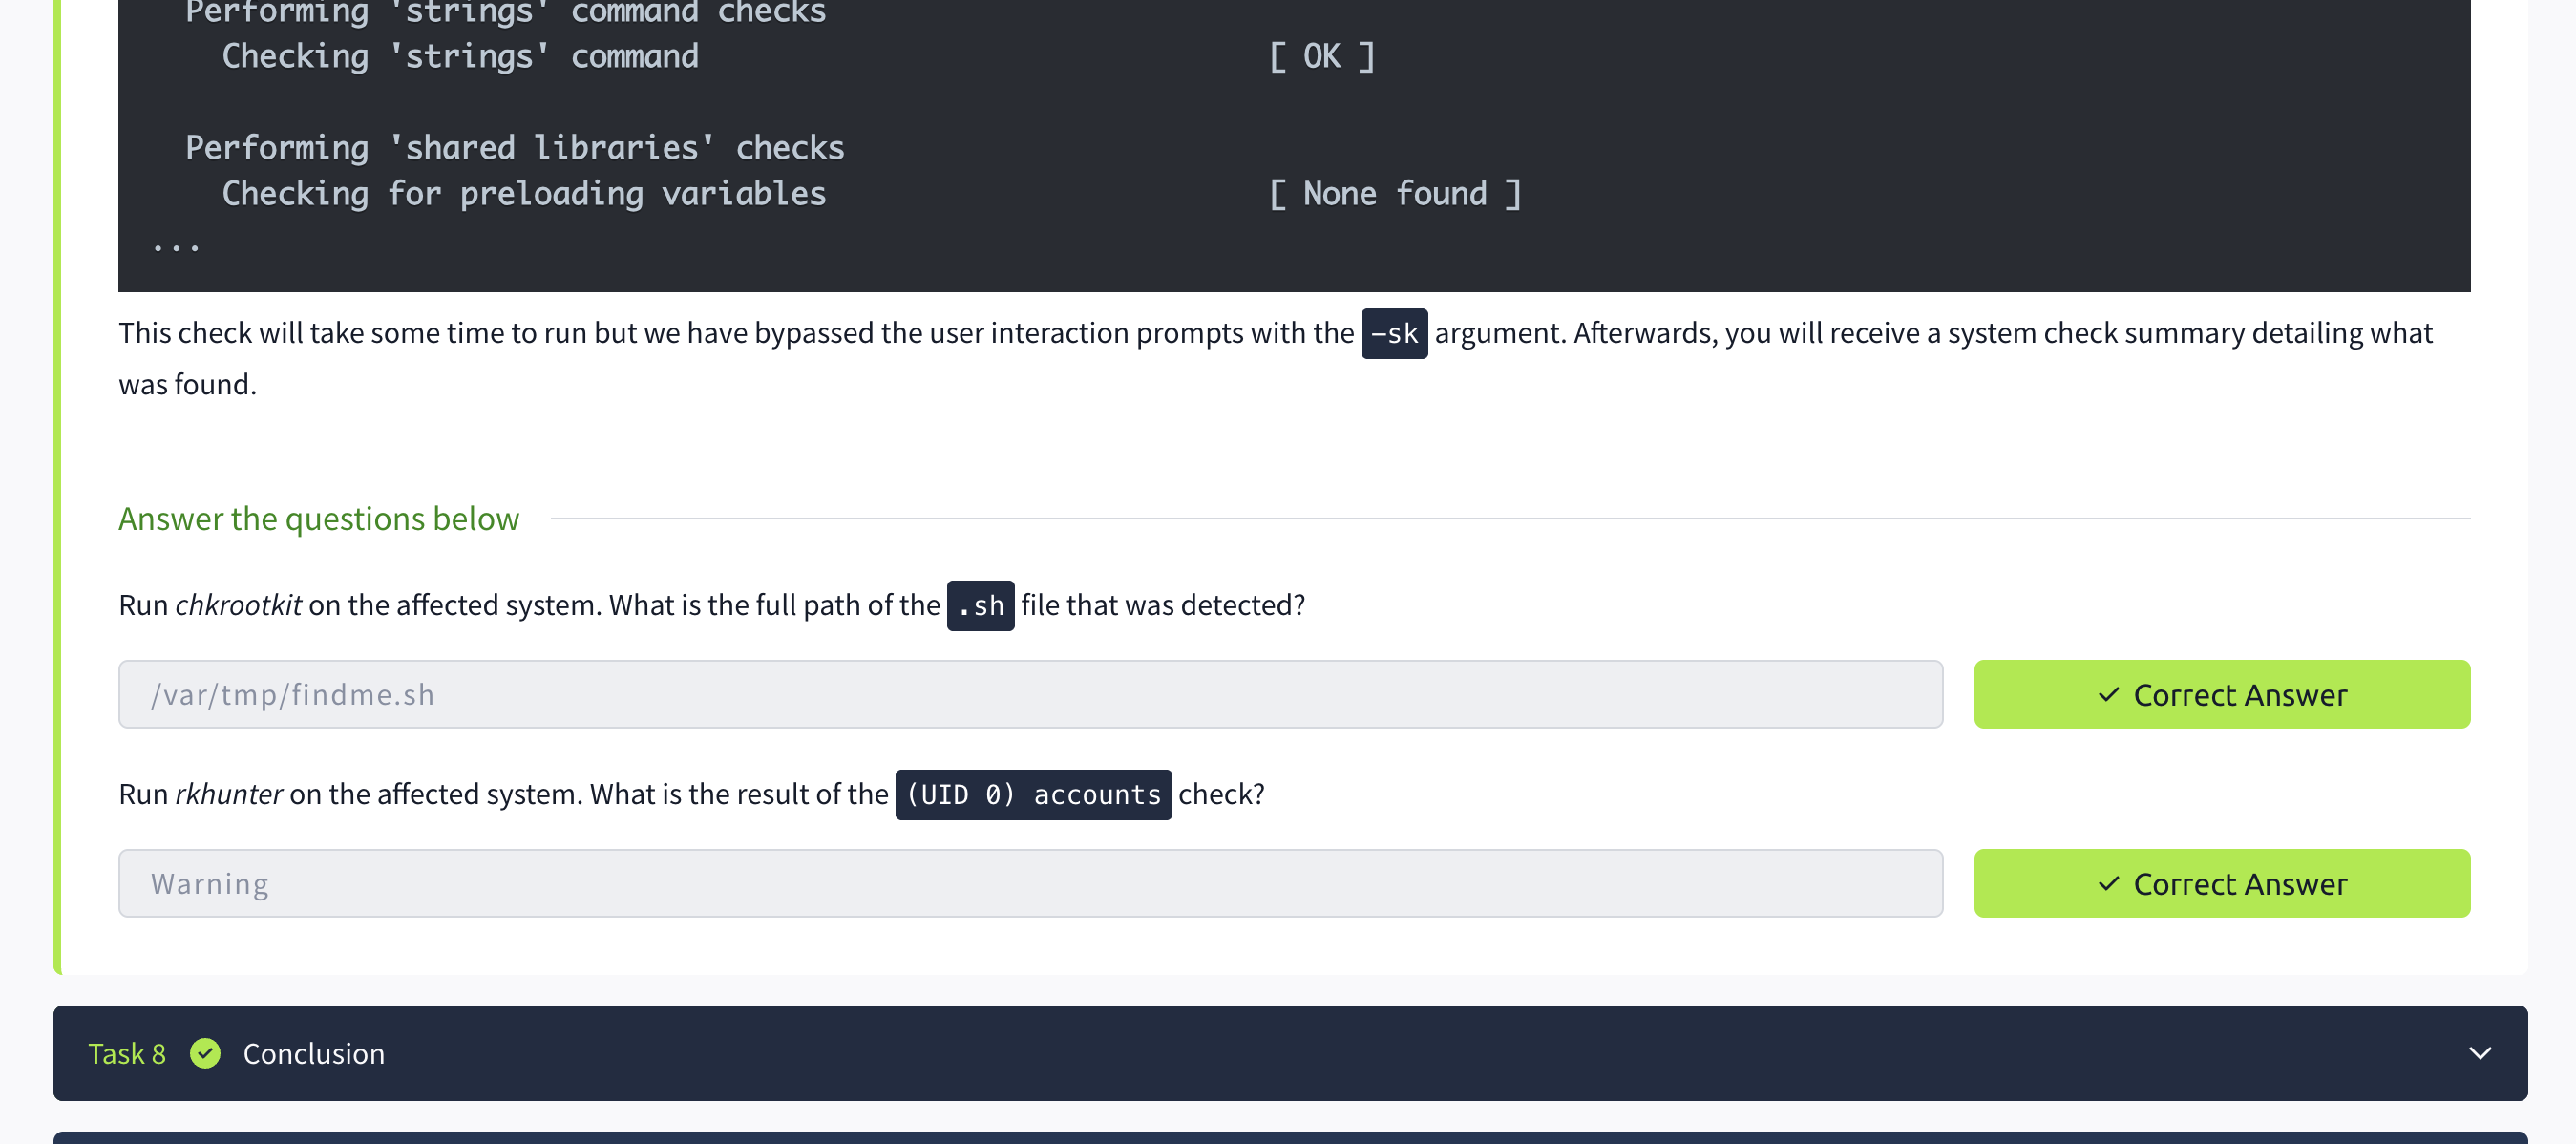 Performing 'strings' command checks
Checking 'strings' command [ OK ]
Performing 'shared libraries' checks
Checking for preloading variables [ None found ]
...
This check will take some time to run but we have bypassed the user interaction prompts with the -sk argument. Afterwards, you will receive a system check summary detailing what
was found.
Answer the questions below
Run chkrootkit on the affected system. What is the full path of the .sh file that was detected?
/var/tmp/findme.sh
Correct Answer
Run rkhunter on the affected system. What is the result of the (UID 0) accounts check?
Warning
Correct Answer
Task 8 Conclusion